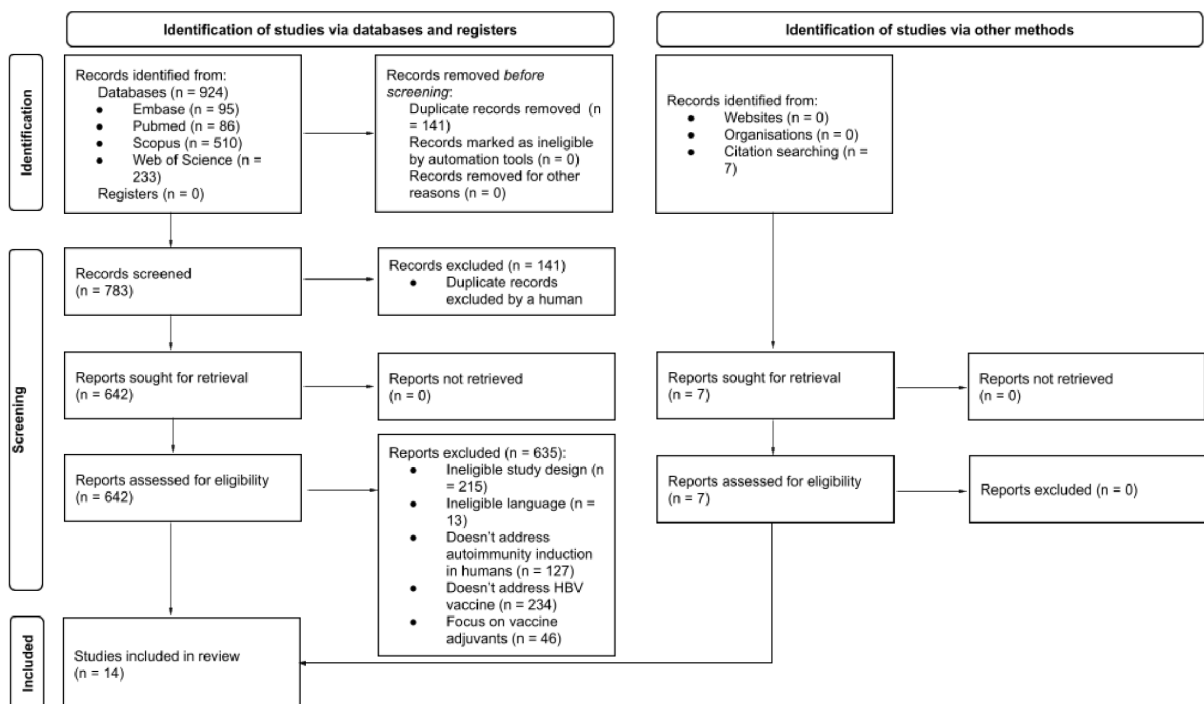 Identification of studies via databases and registers
Identification of studies via other methods
Identification
Records identified from:
Databases (n = 924)
● Embase (n = 95)
● Pubmed (n = 86)
● Scopus (n = 510)
● Web of Science (n =
233)
Registers (n = 0)
Records removed before
screening:
Duplicate records removed (n
= 141)
Records marked as ineligible
by automation tools (n = 0)
Records removed for other
reasons (n = 0)
Records identified from:
● Websites (n = 0)
● Organisations (n = 0)
● Citation searching (n =
7)
Screening
Records screened
(n = 783)
Records excluded (n = 141)
● Duplicate records
excluded by a human
Reports sought for retrieval
(n = 642)
Reports not retrieved
(n = 0)
Reports sought for retrieval
(n = 7)
Reports not retrieved
(n = 0)
Reports assessed for eligibility
(n = 642)
Reports excluded (n = 635):
● Ineligible study design (n
= 215)
● Ineligible language (n =
13)
● Doesn't address
autoimmunity induction
in humans (n = 127)
● Doesn't address HBV
vaccine (n = 234)
● Focus on vaccine
adjuvants (n = 46)
Reports assessed for eligibility
(n = 7)
Reports excluded (n = 0)
Included
Studies included in review
(n = 14)